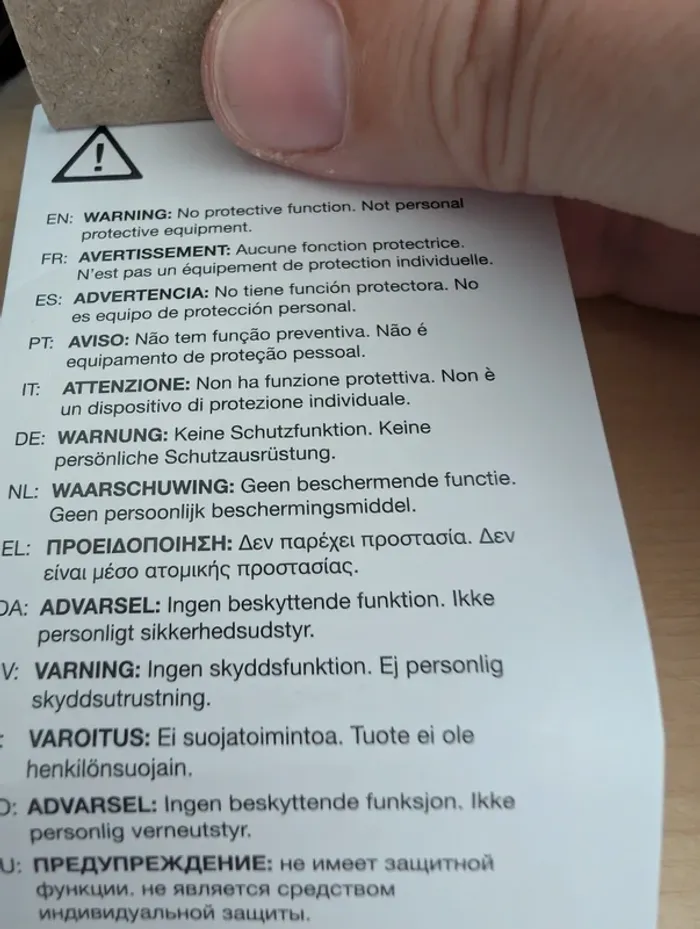 EN: WARNING: No protective function. Not personal
protective equipment.
FR: AVERTISSEMENT: Aucune fonction protectrice.
N'est pas un équipement de protection individuelle.
ES: ADVERTENCIA: No tiene función protectora. No
es equipo de protección personal.
PT: AVISO: Não tem função preventiva. Não é
equipamento de proteção pessoal.
IT: ATTENZIONE: Non ha funzione protettiva. Non è
un dispositivo di protezione individuale.
DE: WARNUNG: Keine Schutzfunktion. Keine
persönliche Schutzausrüstung.
NL: WAARSCHUWING: Geen beschermende functie.
Geen persoonlijk beschermingsmiddel.
EL: ΠΡΟΕΙΔΟΠΟΙΗΣΗ: Δεν παρέχει προστασία. Δεν
είναι μέσο ατομικής προστασίας.
DA: ADVARSEL: Ingen beskyttende funktion. Ikke
personligt sikkerhedsudstyr.
V: VARNING: Ingen skyddsfunktion. Ej personlig
skyddsutrustning.
: VAROITUS: Ei suojatoimintoa. Tuote ei ole
henkilönsuojain.
O: ADVARSEL: Ingen beskyttende funksjon. Ikke
personlig verneutstyr.
U: ПРЕДУПРЕЖДЕНИЕ: не имеет защитной
функции. не является средством
индивидуальной защиты.